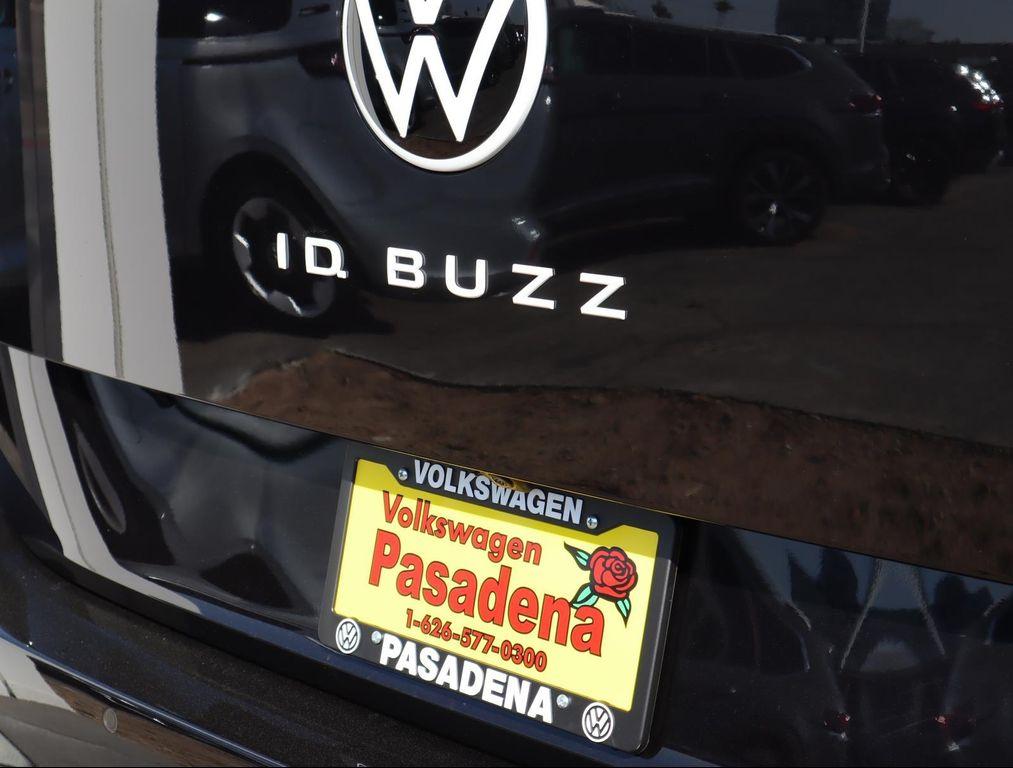 ID. BUZZ
VOLKSWAGEN
Volkswagen
Pasadena
1-626-577-0300
PASADENA